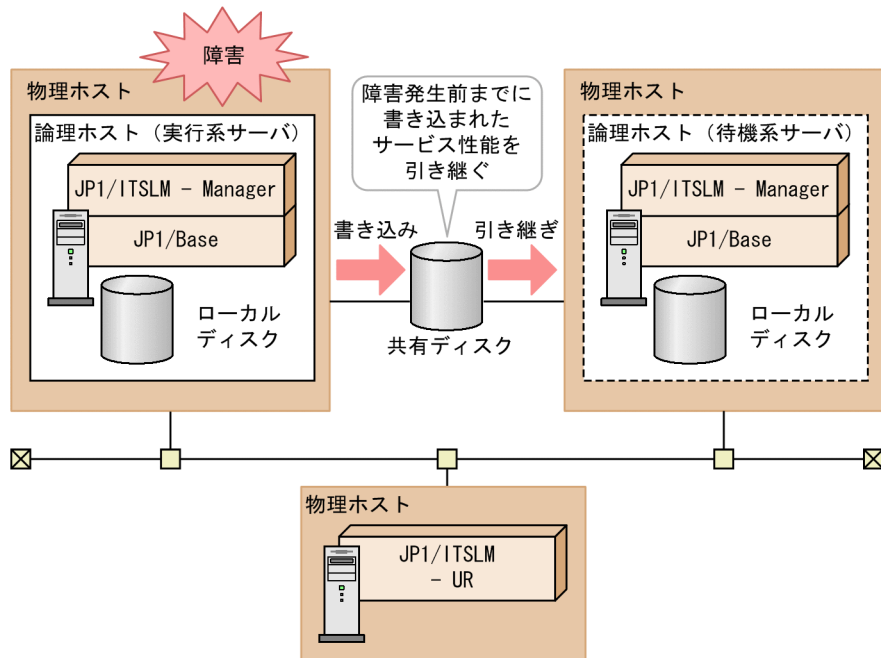 障害
物理ホスト
論理ホスト（実行系サーバ）
JP1/ITSLM − Manager
JP1/Base
ローカル
ディスク
障害発生前までに
書き込まれた
サービス性能を
引き継ぐ
書き込み
引き継ぎ
共有ディスク
物理ホスト
論理ホスト（待機系サーバ）
JP1/ITSLM − Manager
JP1/Base
ローカル
ディスク
物理ホスト
JP1/ITSLM
− UR